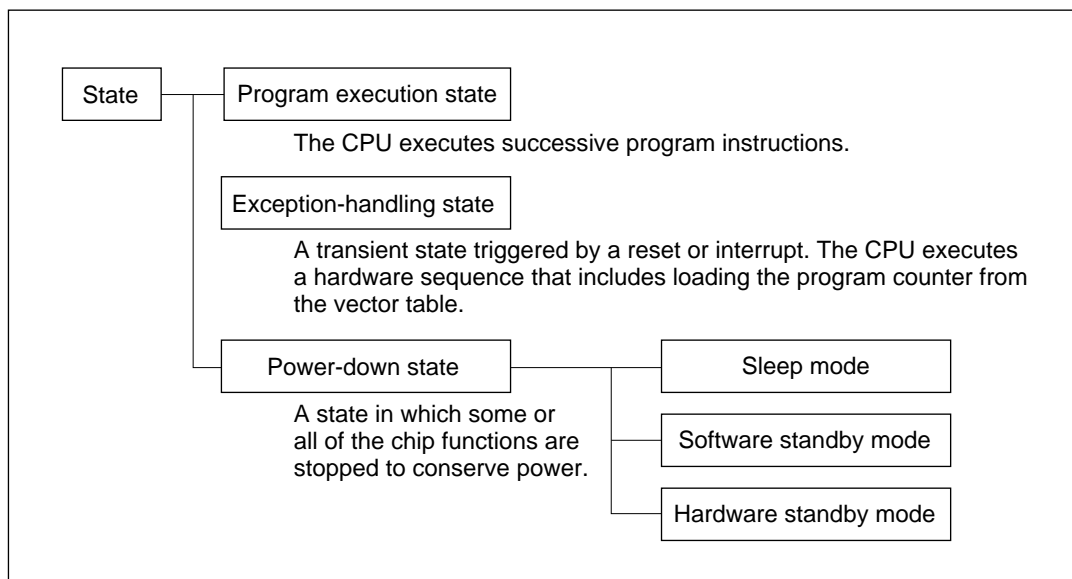 State
Program execution state
The CPU executes successive program instructions.
Exception-handling state
A transient state triggered by a reset or interrupt. The CPU executes
a hardware sequence that includes loading the program counter from
the vector table.
Power-down state
A state in which some or
all of the chip functions are
stopped to conserve power.
Sleep mode
Software standby mode
Hardware standby mode